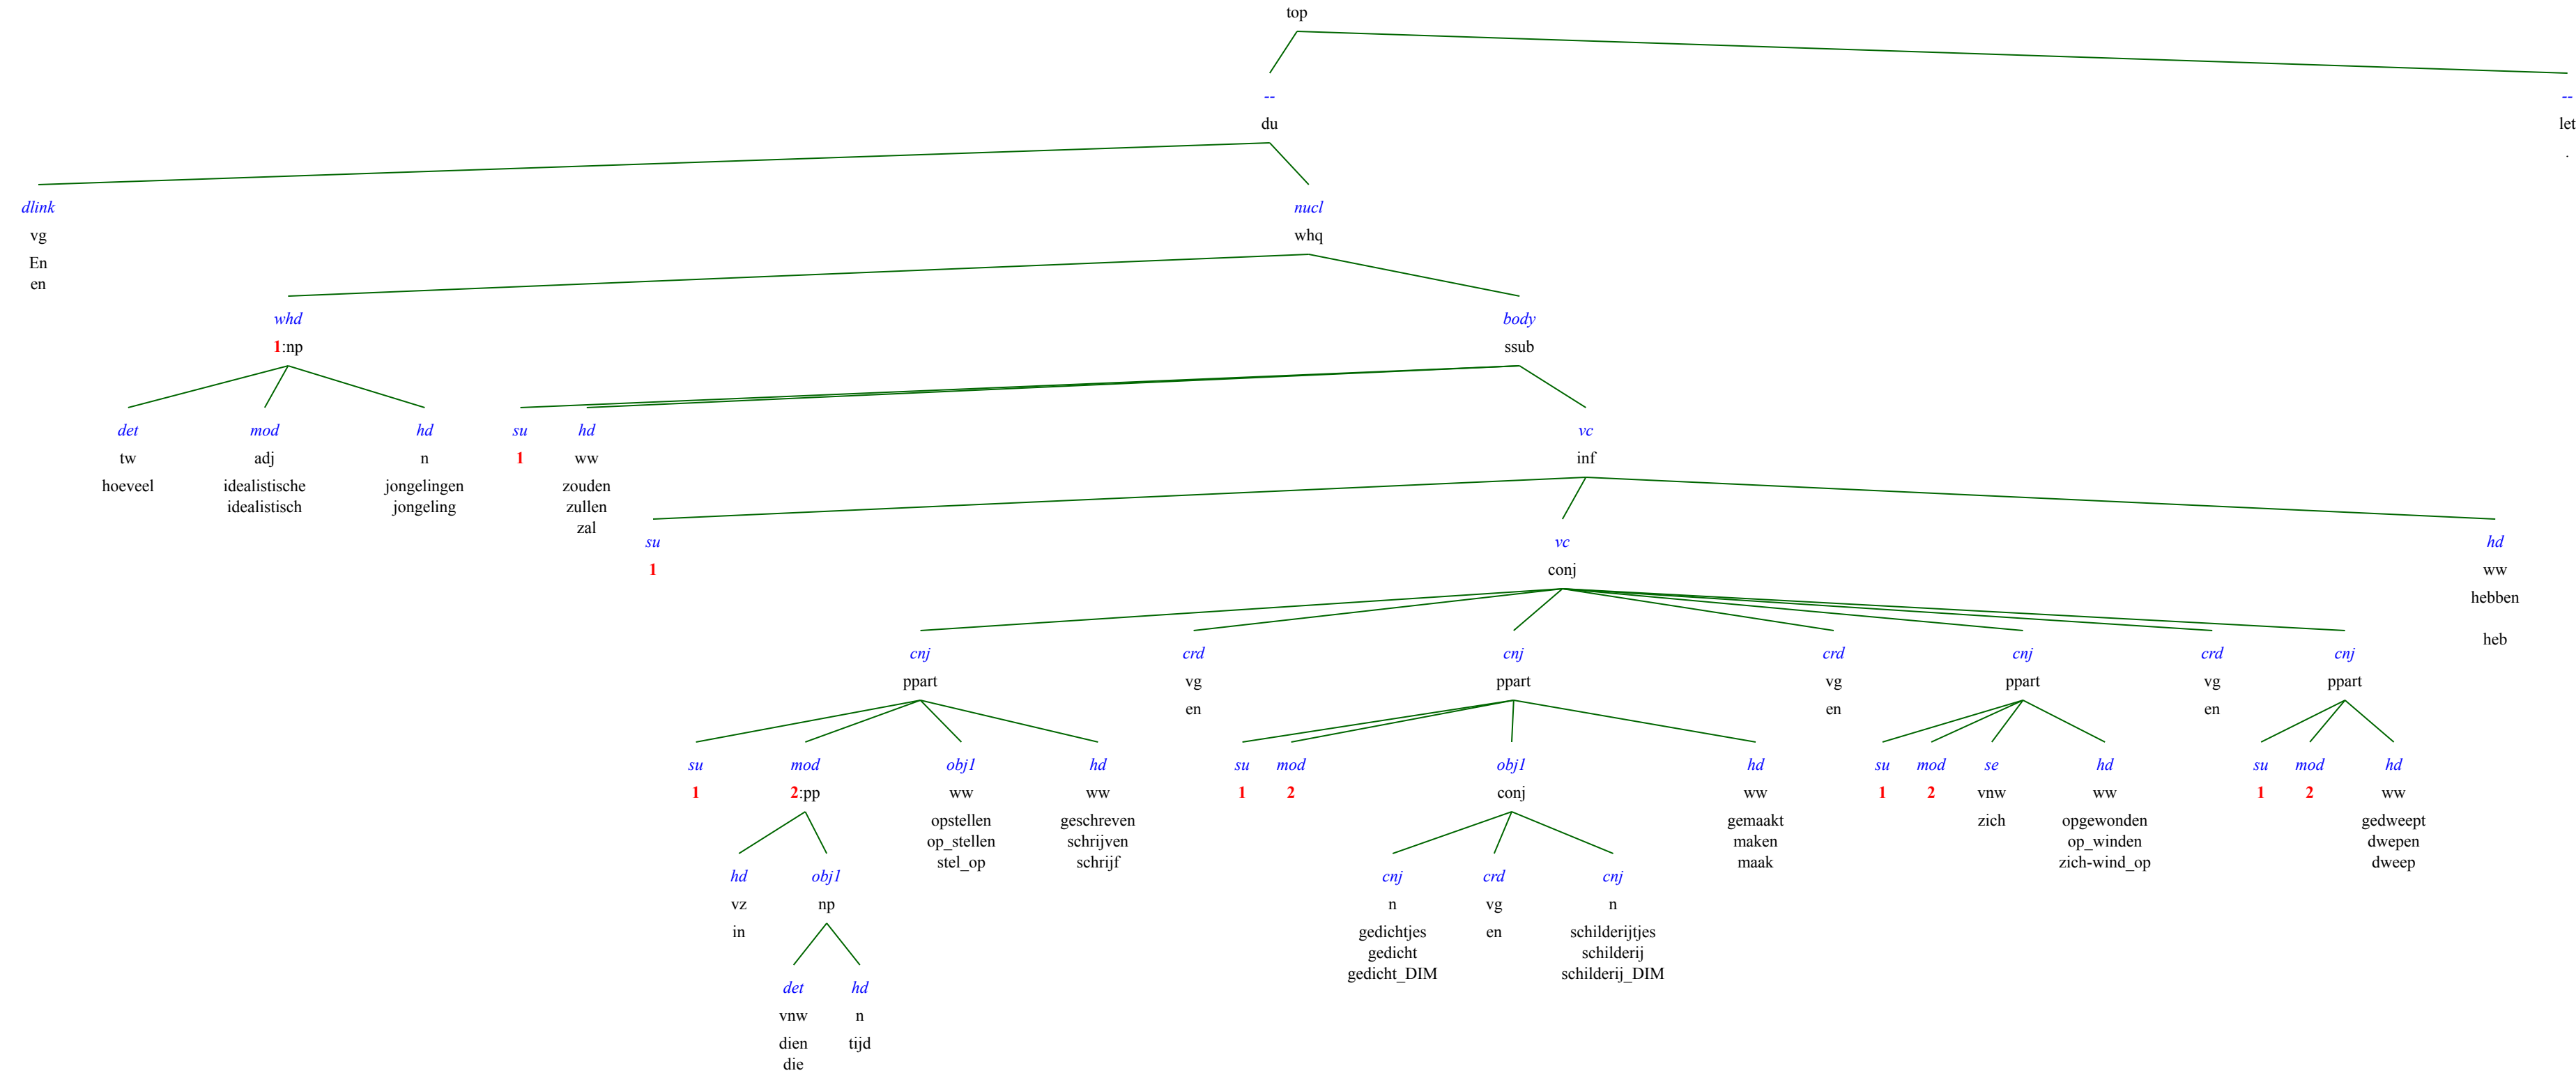 top
-- --
du let
.
dlink nucl
vg whq
En
en
whd body
1:np ssub
det mod hd su hd vc
tw adj n 1 ww inf
hoeveel idealistische jongelingen zouden
idealistisch jongeling zullen
zal
su vc hd
1 conj ww
hebben
heb
cnj crd cnj crd cnj crd cnj
ppart vg ppart vg ppart vg ppart
en en en
su mod obj1 hd su mod obj1 hd su mod se hd su mod hd
1 2:pp ww ww 1 2 conj ww 1 2 vnw ww 1 2 ww
opstellen geschreven gemaakt zich opgewonden gedweept
op_stellen schrijven maken op_winden dwepen
stel_op schrijf maak zich-wind_op dweep
hd obj1 cnj crd cnj
vz np n vg n
in gedichtjes en schilderijtjes
gedicht schilderij
gedicht_DIM schilderij_DIM
det hd
vnw n
dien tijd
die